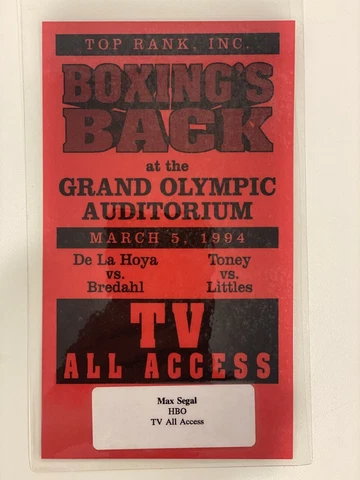 TOP RANK, INC.
BOXING'S
BACK
at the
GRAND OLYMPIC
AUDITORIUM
MARCH 5, 1994
De La Hoya Toney
vs. vs.
Bredahl Littles
TV
ALL ACCESS
Max Segal
HBO
TV All Access